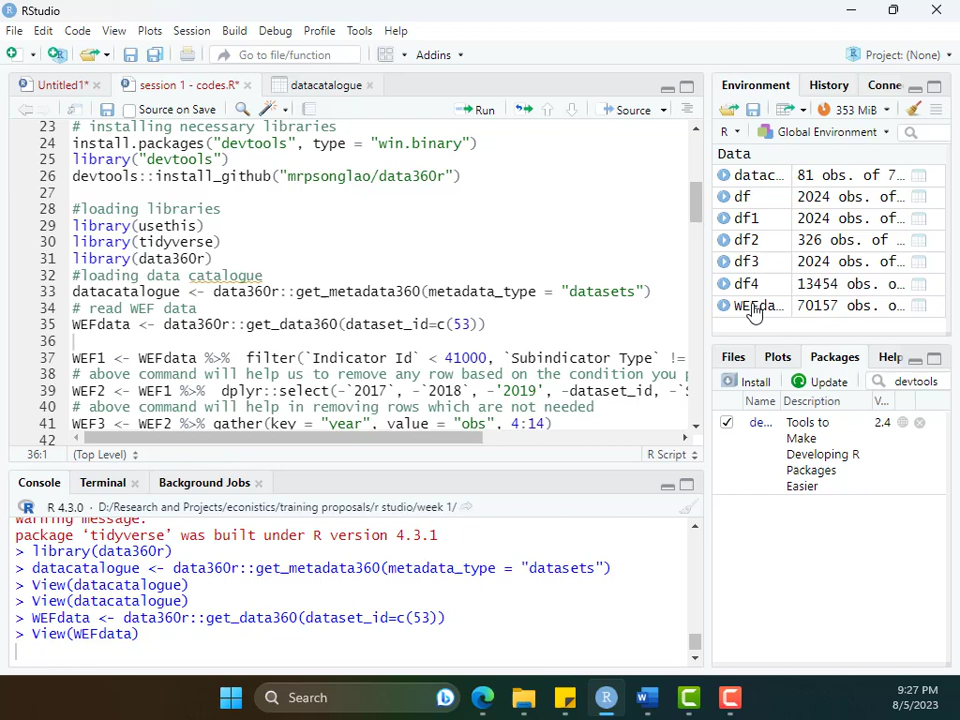 RStudio
File Edit Code View Plots Session Build Debug Profile Tools Help
Go to file/function Addins Project: (None)
Untitled1* session 1 - codes.R* datacatalogue
Source on Save Run Source
23 # installing necessary libraries
24 install.packages("devtools", type = "win.binary")
25 library("devtools")
26 devtools::install_github("mrpsonglao/data360r")
27
28 #loading libraries
29 library(usethis)
30 library(tidyverse)
31 library(data360r)
32 #loading data catalogue
33 datacatalogue <- data360r::get_metadata360(metadata_type = "datasets")
34 # read WEF data
35 WEFdata <- data360r::get_data360(dataset_id=c(53))
36
37 WEF1 <- WEFdata %>% filter(`Indicator Id` < 41000, `Subindicator Type` !=
38 # above command will help us to remove any row based on the condition you p
39 WEF2 <- WEF1 %>% dplyr::select(-`2017`, -`2018`, -'2019', -dataset_id, -`S
40 # above command will help in removing rows which are not needed
41 WEF3 <- WEF2 %>% gather(key = "year", value = "obs", 4:14)
42
36:1 (Top Level) R Script
Console Terminal Background Jobs
R 4.3.0 · D:/Research and Projects/econistics/training proposals/r studio/week 1/
warning message:
package ‘tidyverse’ was built under R version 4.3.1
> library(data360r)
> datacatalogue <- data360r::get_metadata360(metadata_type = "datasets")
> View(datacatalogue)
> View(datacatalogue)
> WEFdata <- data360r::get_data360(dataset_id=c(53))
> View(WEFdata)
Environment History Conne
353 MiB
R Global Environment
Data
datac... 81 obs. of 7...
df 2024 obs. of...
df1 2024 obs. of...
df2 326 obs. of ...
df3 2024 obs. of...
df4 13454 obs. o...
WEFda... 70157 obs. o...
Files Plots Packages Help
Install Update devtools
Name Description V...
de... Tools to 2.4
Make
Developing R
Packages
Easier
Search
9:27 PM
8/5/2023